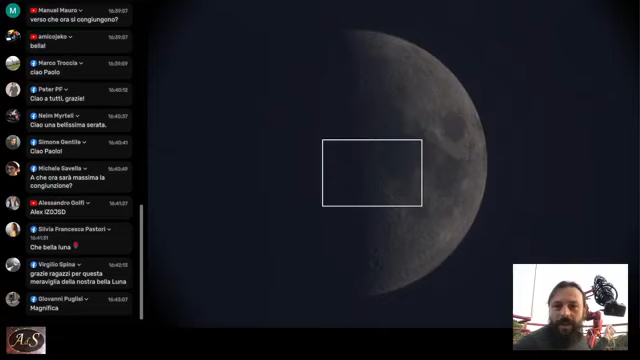 Manuel Mauro 16:39:07
verso che ora si congiungono?
amicojeko 16:39:07
bella!
Marco Troccia 16:39:09
ciao Paolo
Peter PF 16:40:12
Ciao a tutti, grazie!
Neim Myrteli 16:40:37
Ciao una bellissima serata.
Simone Gentile 16:40:41
Ciao Paolo!
Michele Savella 16:40:49
A che ora sarà massima la
congiunzione?
Alessandro Golfi 16:41:27
Alex IZ0JSD
Silvia Francesca Pastori
16:41:31
Che bella luna
Virgilio Spina 16:42:13
grazie ragazzi per questa
meraviglia della nostra bella Luna
Giovanni Puglisi 16:43:07
Magnifica
M